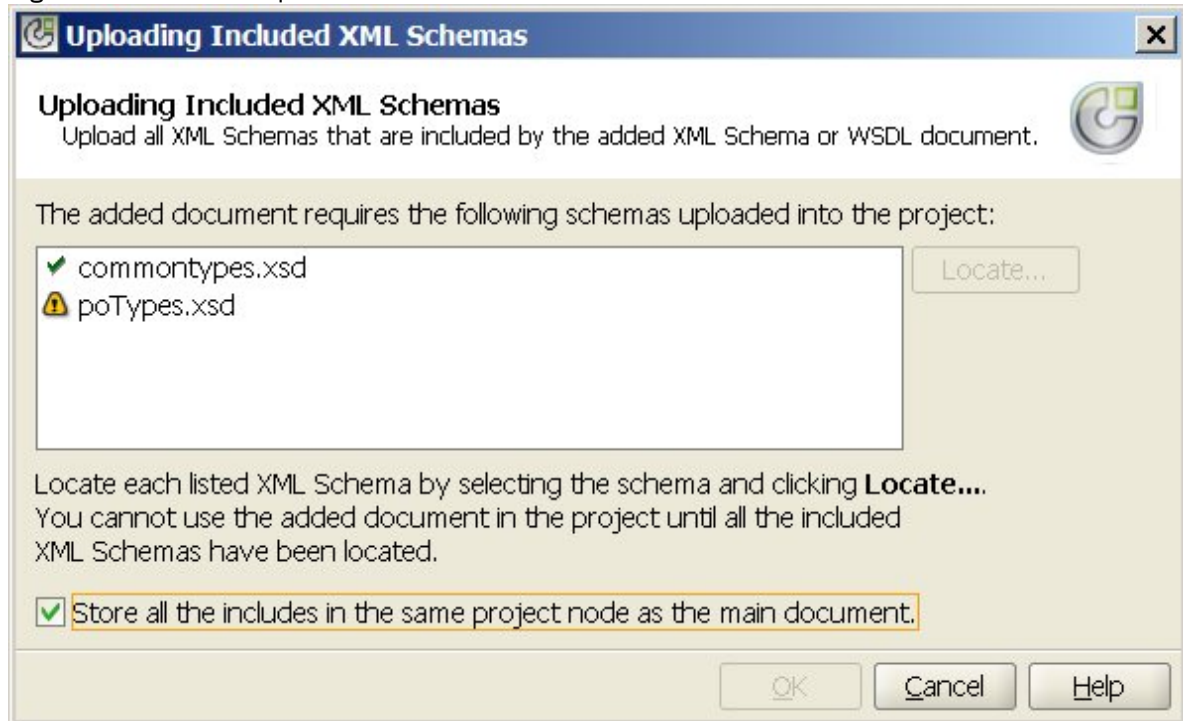 Uploading Included XML Schemas
Uploading Included XML Schemas
Upload all XML Schemas that are included by the added XML Schema or WSDL document.
The added document requires the following schemas uploaded into the project:
commontypes.xsd
Locate...
poTypes.xsd
Locate each listed XML Schema by selecting the schema and clicking Locate....
You cannot use the added document in the project until all the included
XML Schemas have been located.
Store all the includes in the same project node as the main document.
OK Cancel Help